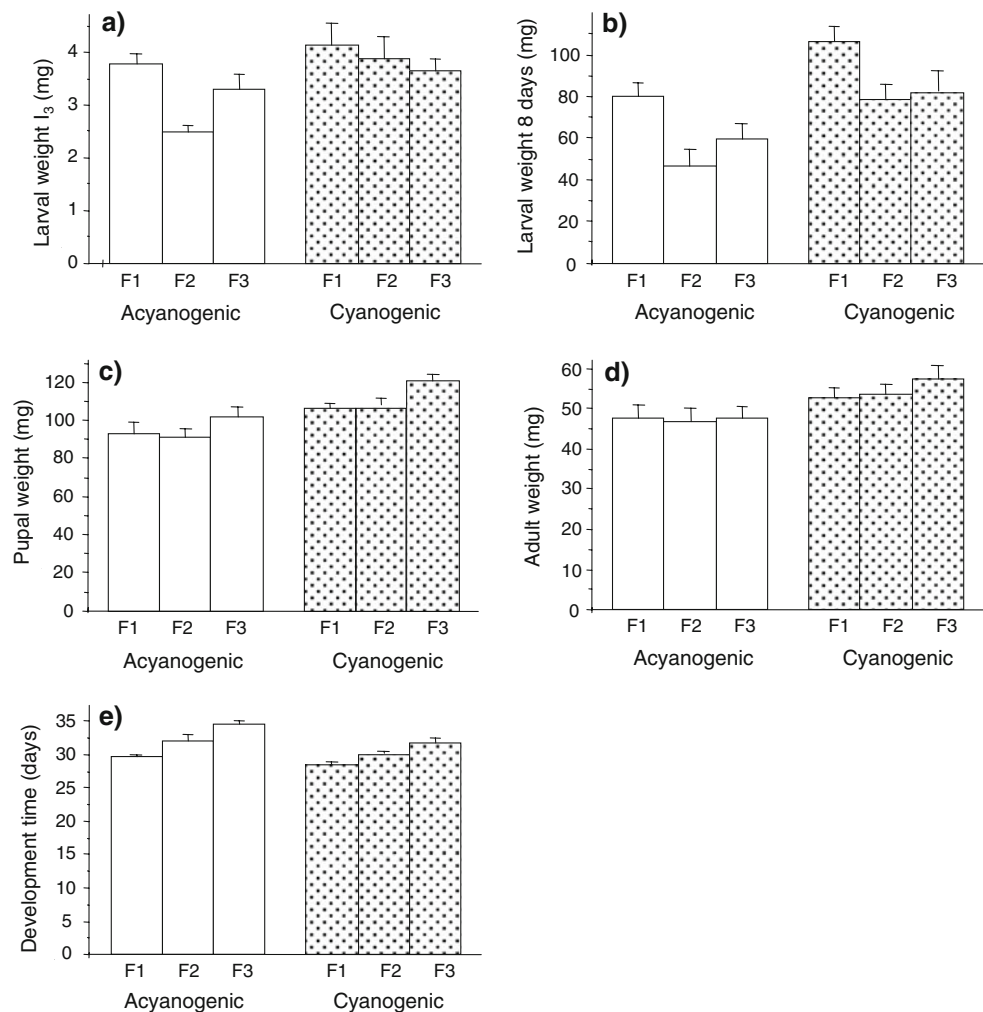 a)
Larval weight I3 (mg)
4
3
2
1
0
F1 F2 F3 F1 F2 F3
Acyanogenic Cyanogenic
b)
Larval weight 8 days (mg)
100
80
60
40
20
0
F1 F2 F3 F1 F2 F3
Acyanogenic Cyanogenic
c)
Pupal weight (mg)
120
100
80
60
40
20
0
F1 F2 F3 F1 F2 F3
Acyanogenic Cyanogenic
d)
Adult weight (mg)
60
50
40
30
20
10
0
F1 F2 F3 F1 F2 F3
Acyanogenic Cyanogenic
e)
Development time (days)
35
30
25
20
15
10
5
0
F1 F2 F3 F1 F2 F3
Acyanogenic Cyanogenic